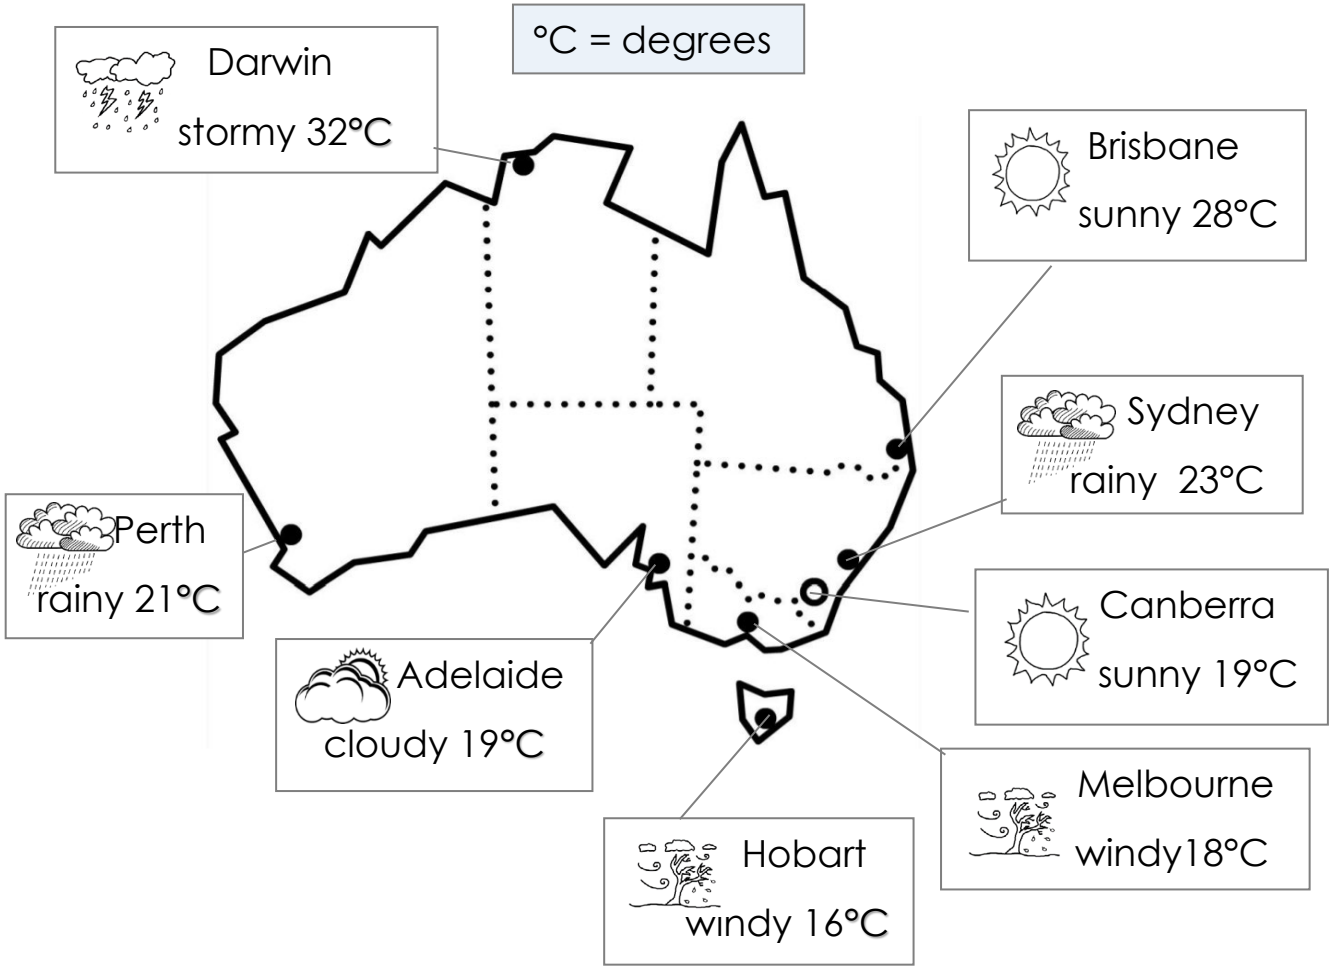 °C = degrees
Darwin
stormy 32°C
Brisbane
sunny 28°C
Sydney
rainy 23°C
Perth
rainy 21°C
Canberra
sunny 19°C
Adelaide
cloudy 19°C
Melbourne
windy18°C
Hobart
windy 16°C